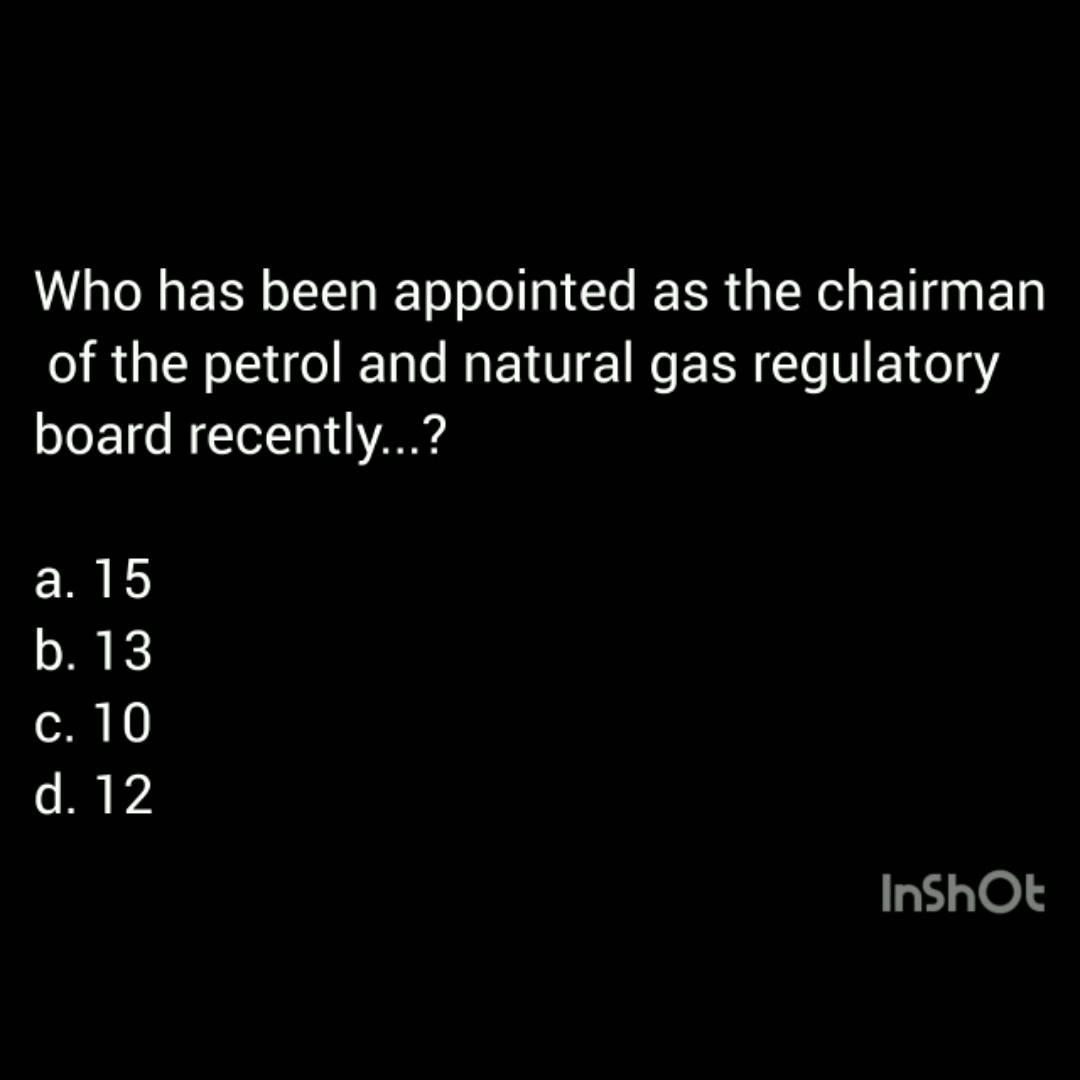 Who has been appointed as the chairman
of the petrol and natural gas regulatory
board recently...?
a. 15
b. 13
c. 10
d. 12
InShOt